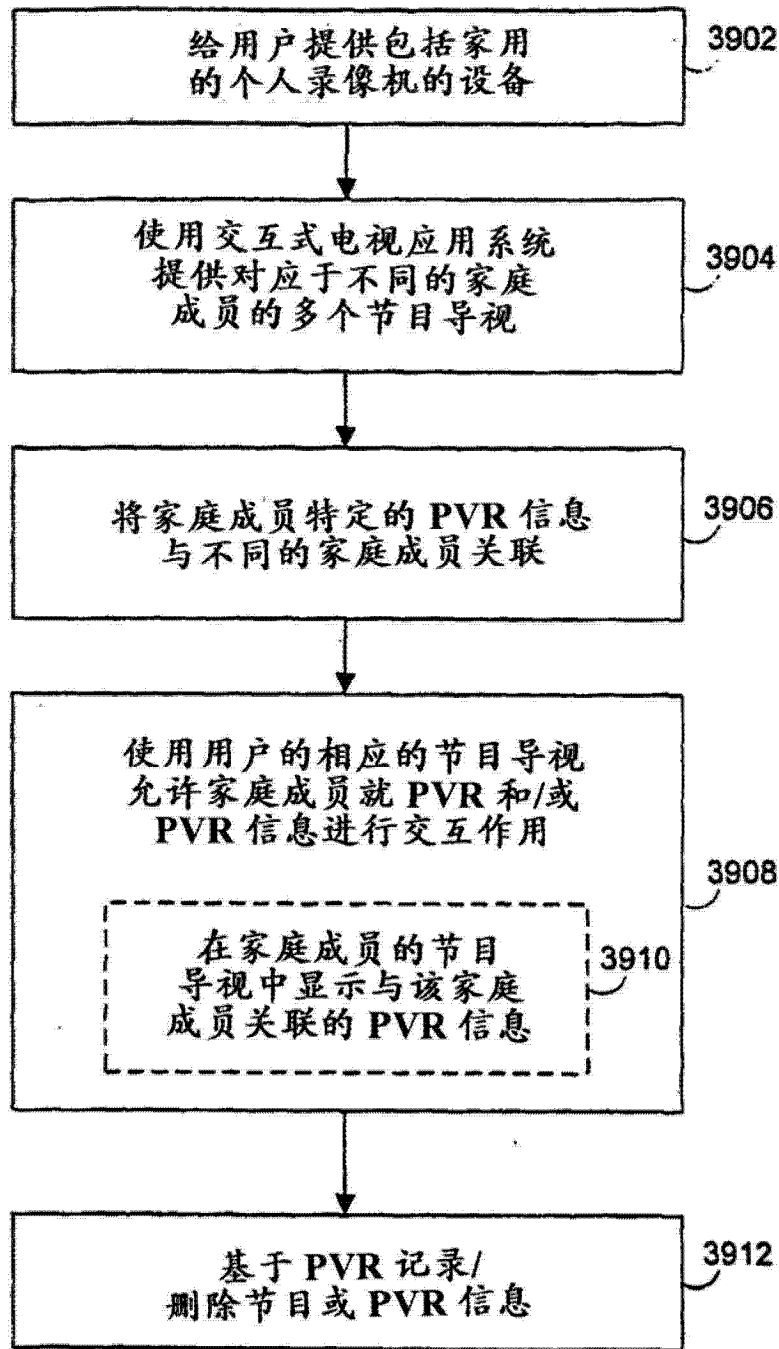 给用户提供包括家用
的个人录像机的设备
3902
使用交互式电视应用系统
提供对应于不同的家庭
成员的多个节目导视
3904
将家庭成员特定的 PVR 信息
与不同的家庭成员关联
3906
使用用户的相应的节目导视
允许家庭成员就 PVR 和/或
PVR 信息进行交互作用
3908
在家庭成员的节目
导视中显示与该家庭
成员关联的 PVR 信息
3910
基于 PVR 记录/
删除节目或 PVR 信息
3912